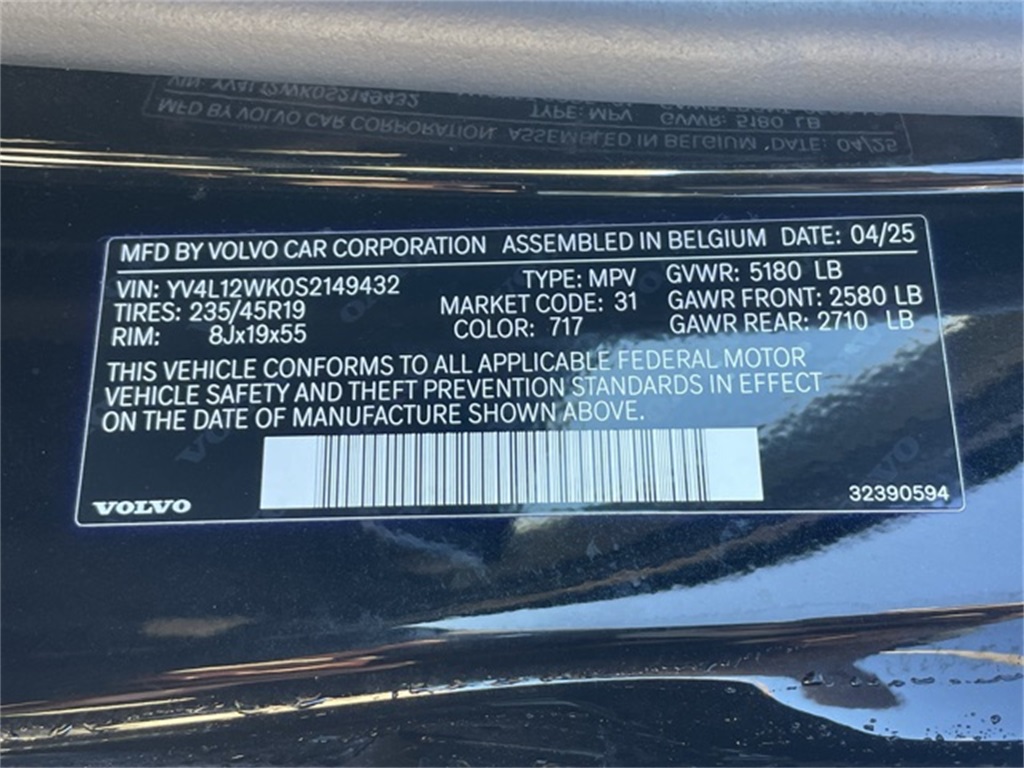 MFD BY VOLVO CAR CORPORATION ASSEMBLED IN BELGIUM DATE: 04/25
VIN: YV4L12WK0S2149432 TYPE: MPV GVWR: 5180 LB
TIRES: 235/45R19 MARKET CODE: 31 GAWR FRONT: 2580 LB
RIM: 8Jx19x55 COLOR: 717 GAWR REAR: 2710 LB
THIS VEHICLE CONFORMS TO ALL APPLICABLE FEDERAL MOTOR
VEHICLE SAFETY AND THEFT PREVENTION STANDARDS IN EFFECT
ON THE DATE OF MANUFACTURE SHOWN ABOVE.
VOLVO 32390594